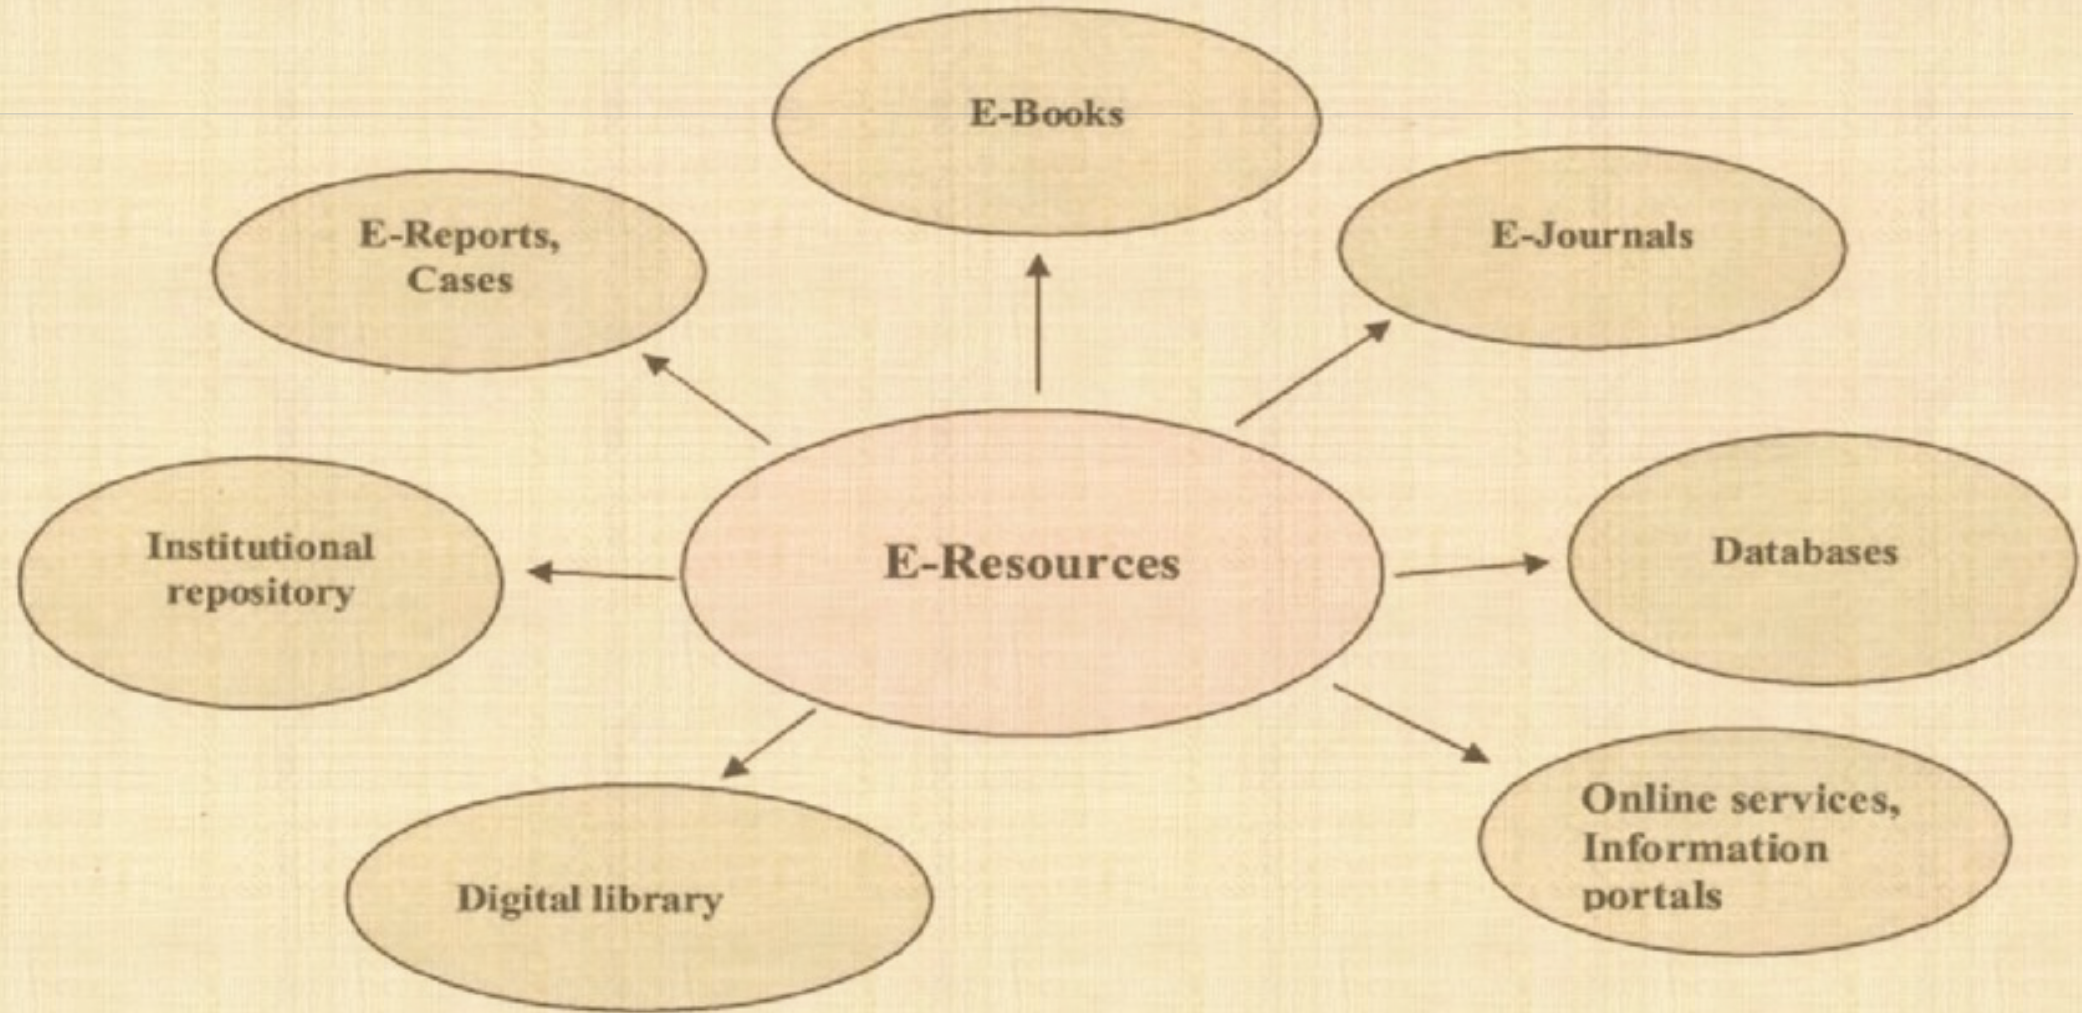 E-Books
E-Reports,
Cases
E-Journals
Institutional
repository
E-Resources
Databases
Online services,
Information
portals
Digital library